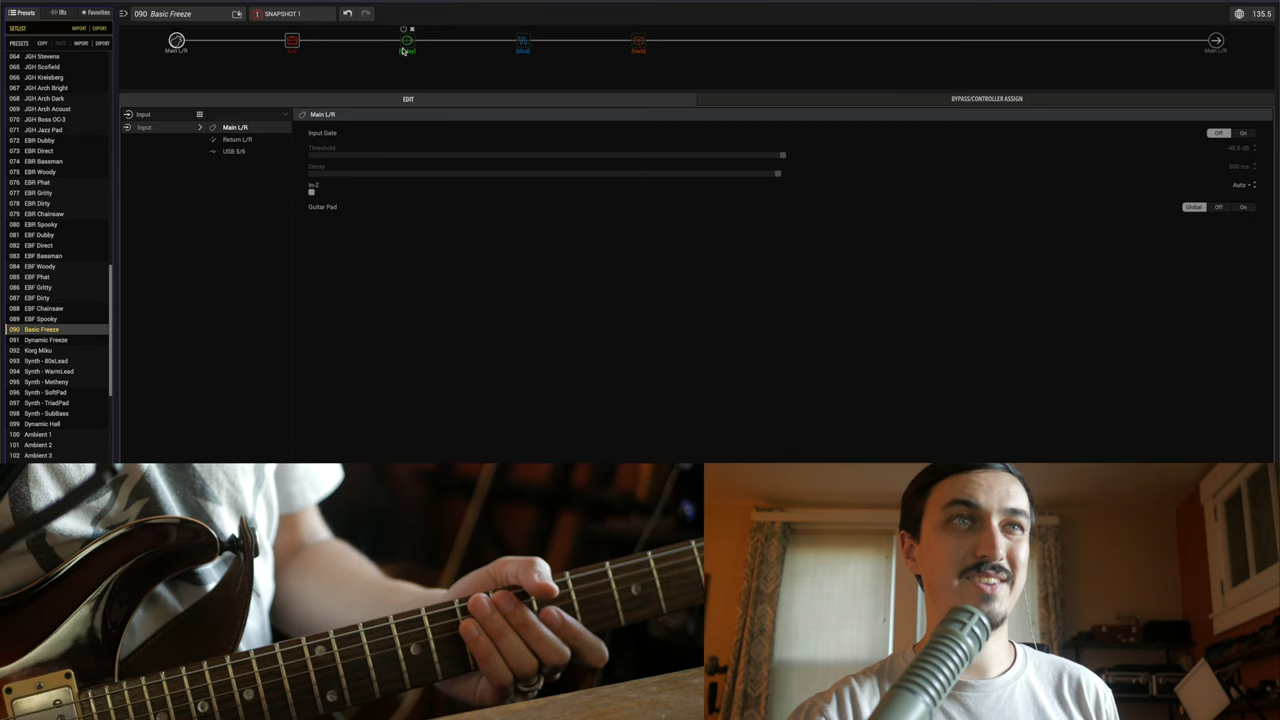 Presets IRs Favorites
090 Basic Freeze
1 SNAPSHOT 1
135.5
SETLIST IMPORT EXPORT
PRESETS COPY PASTE IMPORT EXPORT
Main L/R
Main L/R
064 JGH Stevens
065 JGH Scofield
066 JGH Kreisberg
067 JGH Arch Bright
068 JGH Arch Dark
069 JGH Arch Acoust
070 JGH Boss OC-3
071 JGH Jazz Pad
072 EBR Dubby
073 EBR Direct
074 EBR Bassman
075 EBR Woody
076 EBR Phat
077 EBR Gritty
078 EBR Dirty
079 EBR Chainsaw
080 EBR Spooky
081 EBF Dubby
082 EBF Direct
083 EBF Bassman
084 EBF Woody
085 EBF Phat
086 EBF Gritty
087 EBF Dirty
088 EBF Chainsaw
089 EBF Spooky
090 Basic Freeze
091 Dynamic Freeze
092 Korg Miku
093 Synth - 80sLead
094 Synth - WarmLead
095 Synth - Metheny
096 Synth - SoftPad
097 Synth - TriadPad
098 Synth - SubBass
099 Dynamic Hall
100 Ambient 1
101 Ambient 2
102 Ambient 3
EDIT
BYPASS/CONTROLLER ASSIGN
Input
Input
Main L/R
Return L/R
USB 5/6
Main L/R
Input Gate Off On
Threshold -48.0 dB
Decay 500 ms
In-Z Auto
Guitar Pad Global Off On